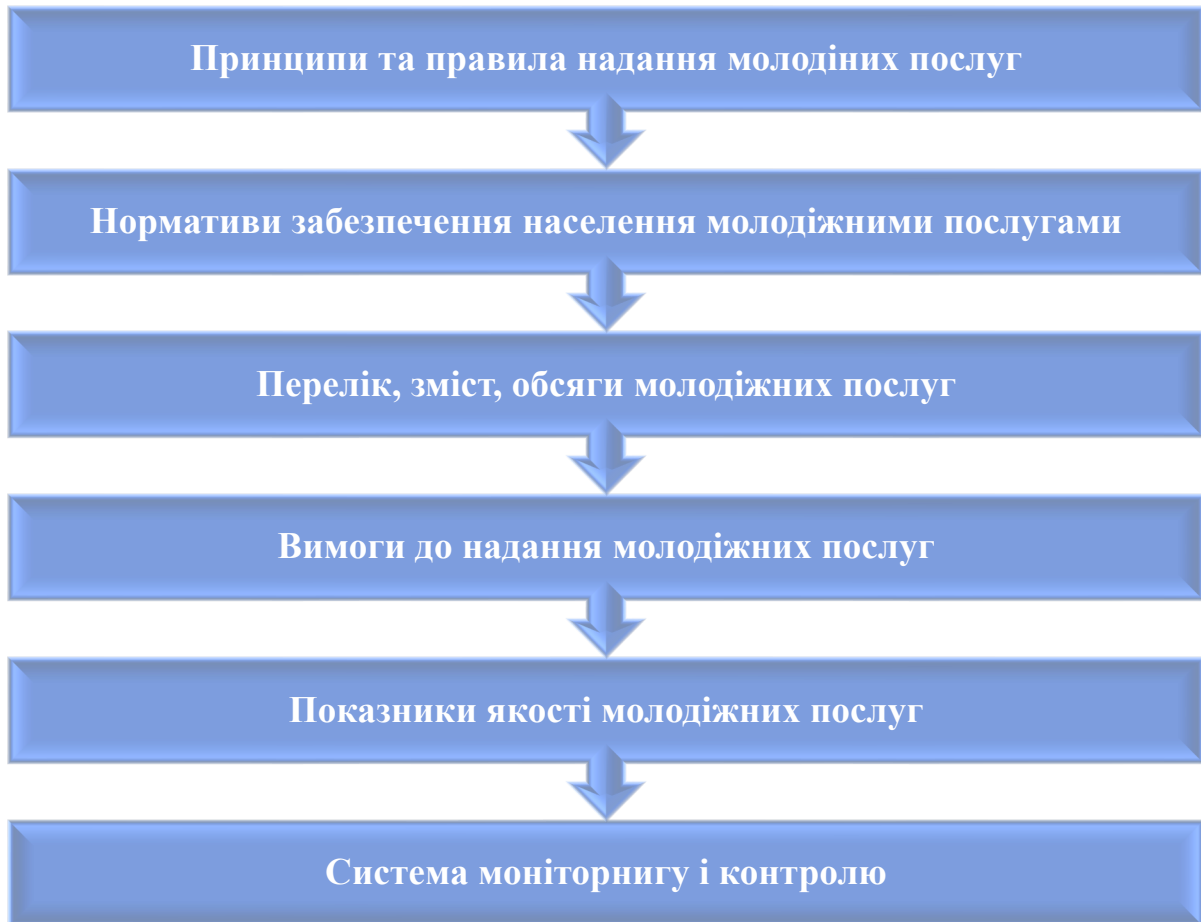 Принципи та правила надання молодіних послуг
Нормативи забезпечення населення молодіжними послугами
Перелік, зміст, обсяги молодіжних послуг
Вимоги до надання молодіжних послуг
Показники якості молодіжних послуг
Система моніторнигу і контролю